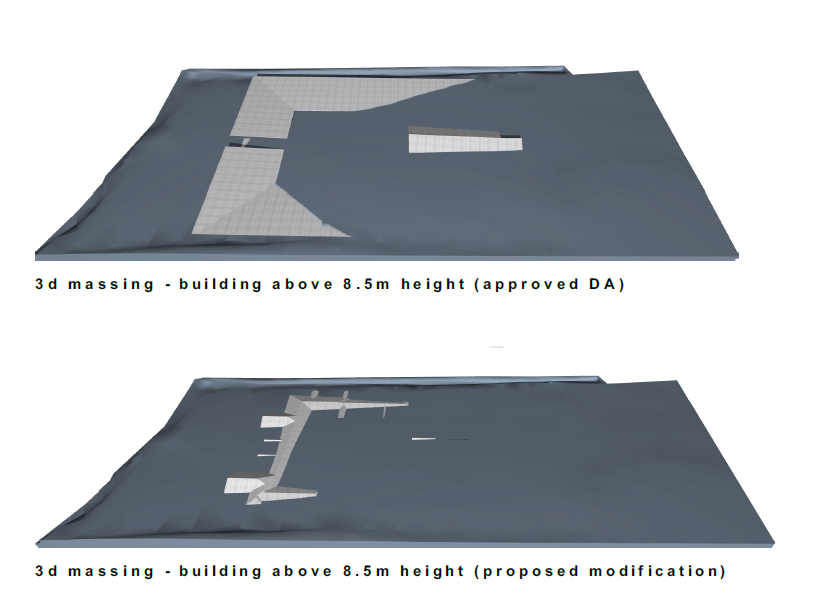 3d massing - building above 8.5m height (approved DA)
3d massing - building above 8.5m height (proposed modification)